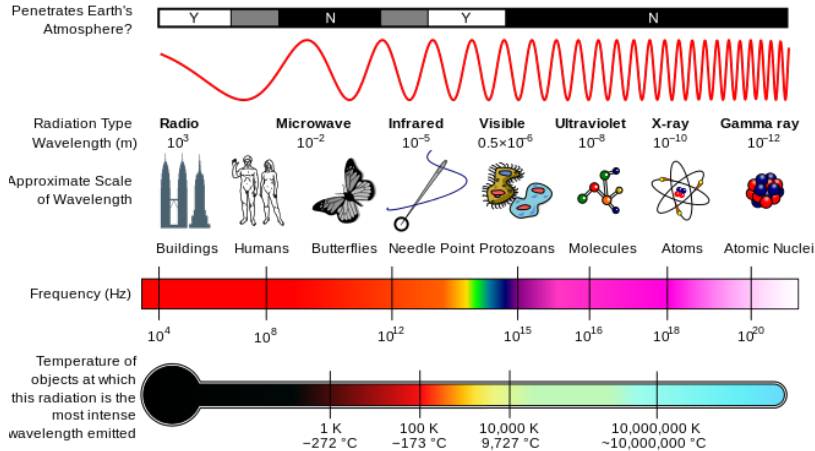 Penetrates Earth's
Atmosphere?
Y N Y N
Radiation Type
Wavelength (m)
Radio Microwave Infrared Visible Ultraviolet X-ray Gamma ray
10³ 10⁻² 10⁻⁵ 0.5×10⁻⁶ 10⁻⁸ 10⁻¹⁰ 10⁻¹²
Approximate Scale
of Wavelength
Buildings Humans Butterflies Needle Point Protozoans Molecules Atoms Atomic Nuclei
Frequency (Hz)
10⁴ 10⁸ 10¹² 10¹⁵ 10¹⁶ 10¹⁸ 10²⁰
Temperature of
objects at which
this radiation is the
most intense
wavelength emitted
1 K 100 K 10,000 K 10,000,000 K
−272 °C −173 °C 9,727 °C ~10,000,000 °C